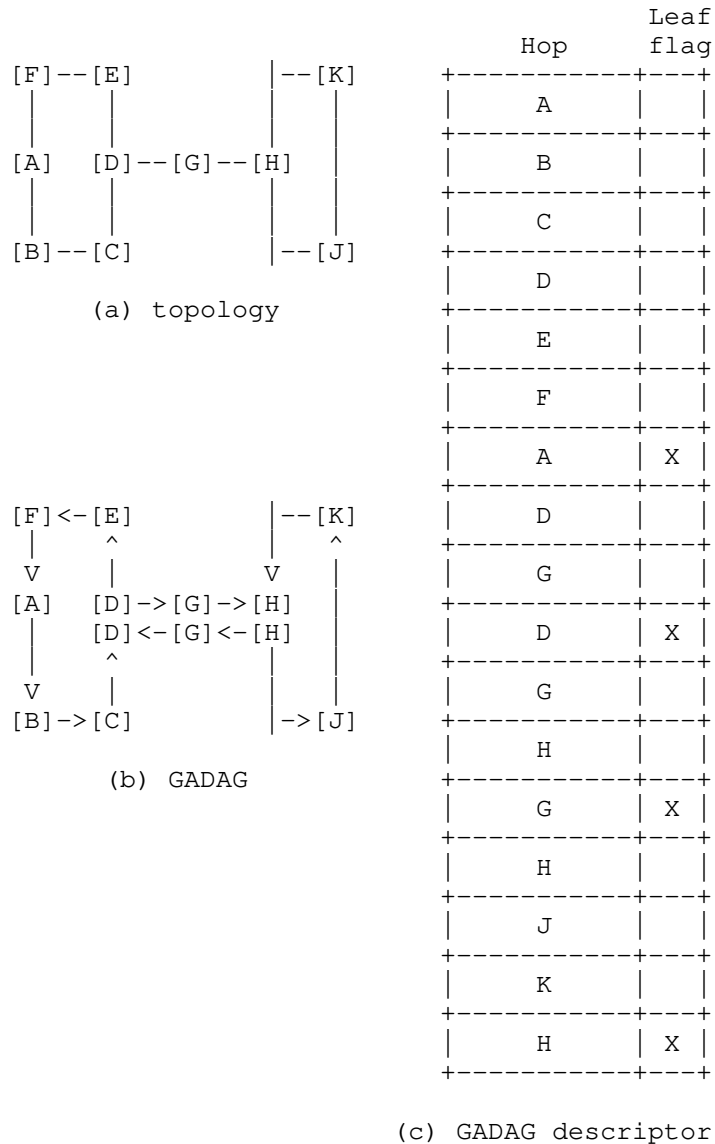 Leaf
                                 Hop     flag
[F]--[E]         |--[K]     +-----------+---+
 |    |          |   |      |     A     |   |
 |    |          |   |      +-----------+---+
[A]  [D]--[G]--[H]   |      |     B     |   |
 |    |          |   |      +-----------+---+
 |    |          |   |      |     C     |   |
[B]--[C]         |--[J]     +-----------+---+
                            |     D     |   |
     (a) topology           +-----------+---+
                            |     E     |   |
                            +-----------+---+
                            |     F     |   |
                            +-----------+---+
                            |     A     | X |
                            +-----------+---+
[F]<-[E]         |--[K]     |     D     |   |
 |    ^          |   ^      +-----------+---+
 V    |          V   |      |     G     |   |
[A]  [D]->[G]->[H]   |      +-----------+---+
 |   [D]<-[G]<-[H]   |      |     D     | X |
 |    ^          |   |      +-----------+---+
 V    |          |   |      |     G     |   |
[B]->[C]         |->[J]     +-----------+---+
                            |     H     |   |
      (b) GADAG             +-----------+---+
                            |     G     | X |
                            +-----------+---+
                            |     H     |   |
                            +-----------+---+
                            |     J     |   |
                            +-----------+---+
                            |     K     |   |
                            +-----------+---+
                            |     H     | X |
                            +-----------+---+
                        (c) GADAG descriptor